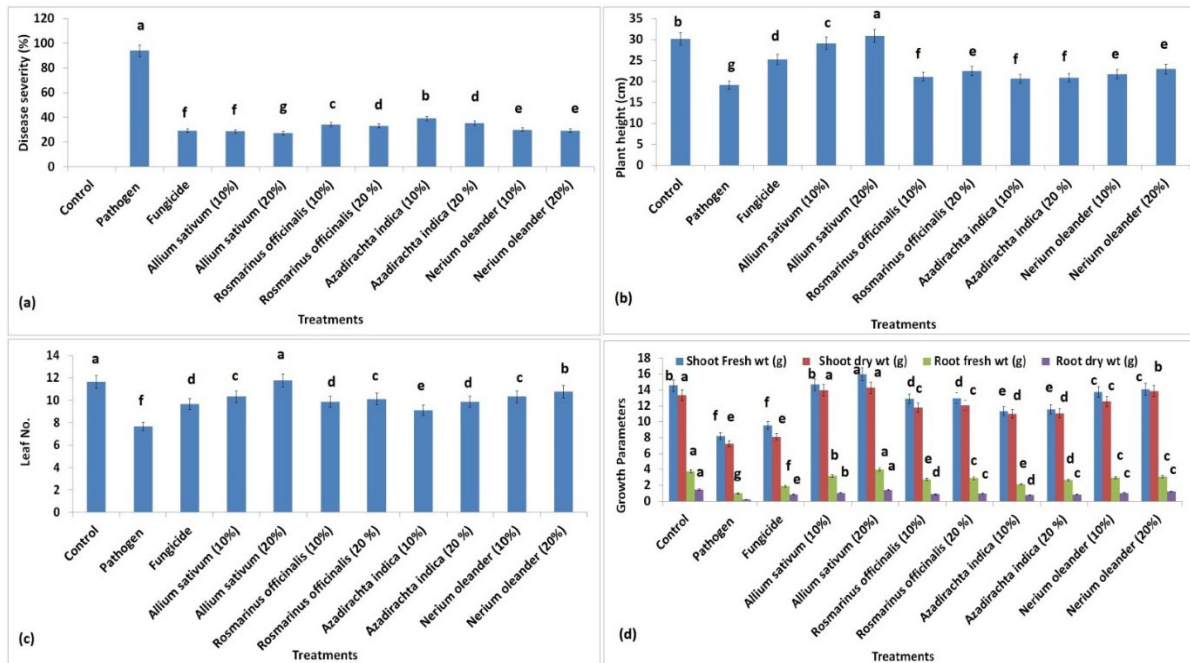 120
100
80
60
40
20
0
Disease severity (%)
a
f
f
g
c
d
b
d
e
e
Control
Pathogen
Fungicide
Allium sativum (10%)
Allium sativum (20%)
Rosmarinus officinalis (10%)
Rosmarinus officinalis (20 %)
Azadirachta indica (10%)
Azadirachta indica (20 %)
Nerium oleander (10%)
Nerium oleander (20%)
(a)
Treatments
35
30
25
20
15
10
5
0
Plant height (cm)
b
g
d
c
a
f
e
f
f
e
e
Control
Pathogen
Fungicide
Allium sativum (10%)
Allium sativum (20%)
Rosmarinus officinalis (10%)
Rosmarinus officinalis (20 %)
Azadirachta indica (10%)
Azadirachta indica (20 %)
Nerium oleander (10%)
Nerium oleander (20%)
(b)
Treatments
14
12
10
8
6
4
2
0
Leaf No.
a
f
d
c
a
d
c
e
d
c
b
Control
Pathogen
Fungicide
Allium sativum (10%)
Allium sativum (20%)
Rosmarinus officinalis (10%)
Rosmarinus officinalis (20 %)
Azadirachta indica (10%)
Azadirachta indica (20 %)
Nerium oleander (10%)
Nerium oleander (20%)
(c)
Treatments
Shoot Fresh wt (g)
Shoot dry wt (g)
Root fresh wt (g)
Root dry wt (g)
18
16
14
12
10
8
6
4
2
0
Growth Parameters
b a a a
f e g
f e f e
b a b b
a a a a
d c e d
d c c c
e d e d
e d d d
c c c c
b b c c
Control
Pathogen
Fungicide
Allium sativum (10%)
Allium sativum (20%)
Rosmarinus officinalis (10%)
Rosmarinus officinalis (20 %)
Azadirachta indica (10%)
Azadirachta indica (20 %)
Nerium oleander (10%)
Nerium oleander (20%)
(d)
Treatments